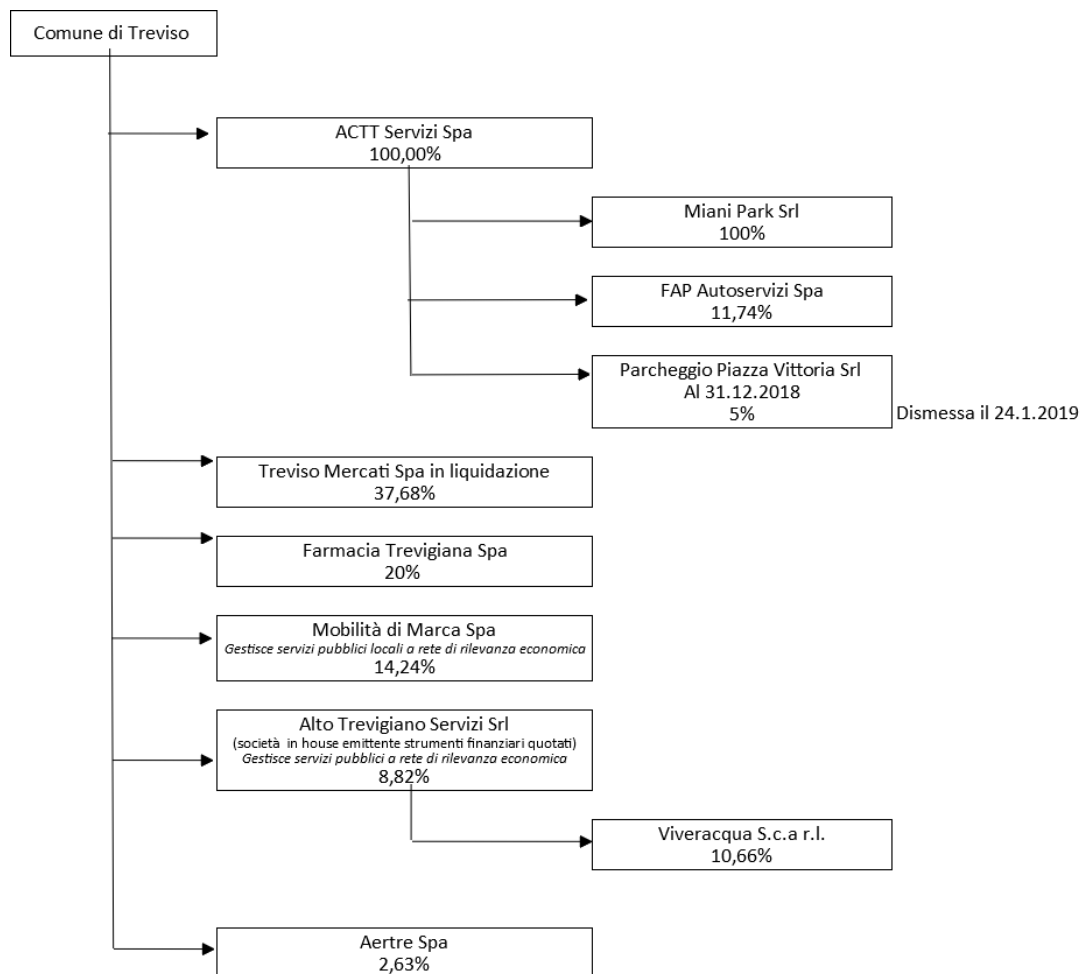 Comune di Treviso
ACTT Servizi Spa
100,00%
Miani Park Srl
100%
FAP Autoservizi Spa
11,74%
Parcheggio Piazza Vittoria Srl
Al 31.12.2018
5%
Dismessa il 24.1.2019
Treviso Mercati Spa in liquidazione
37,68%
Farmacia Trevigiana Spa
20%
Mobilità di Marca Spa
Gestisce servizi pubblici locali a rete di rilevanza economica
14,24%
Alto Trevigiano Servizi Srl
(società in house emittente strumenti finanziari quotati)
Gestisce servizi pubblici a rete di rilevanza economica
8,82%
Viveracqua S.c.a r.l.
10,66%
Aertre Spa
2,63%